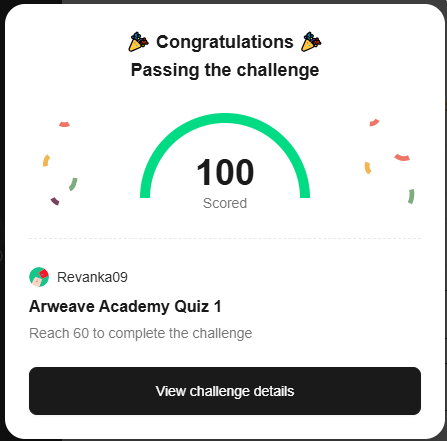 🎉 Congratulations 🎉
Passing the challenge
100
Scored
Revanka09
Arweave Academy Quiz 1
Reach 60 to complete the challenge
View challenge details